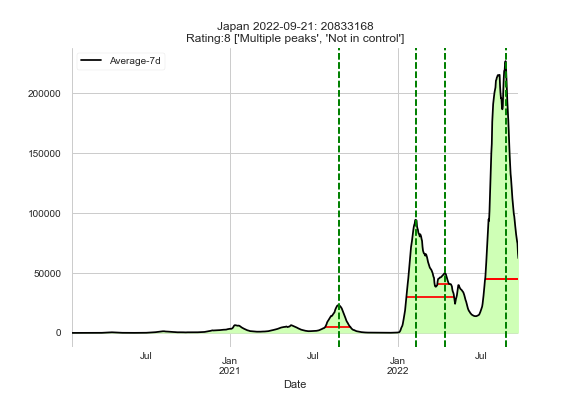 Japan 2022-09-21: 20833168
Rating:8 ['Multiple peaks', 'Not in control']
Average-7d
200000
150000
100000
50000
0
Jul
Jan
2021
Jul
Jan
2022
Jul
Date